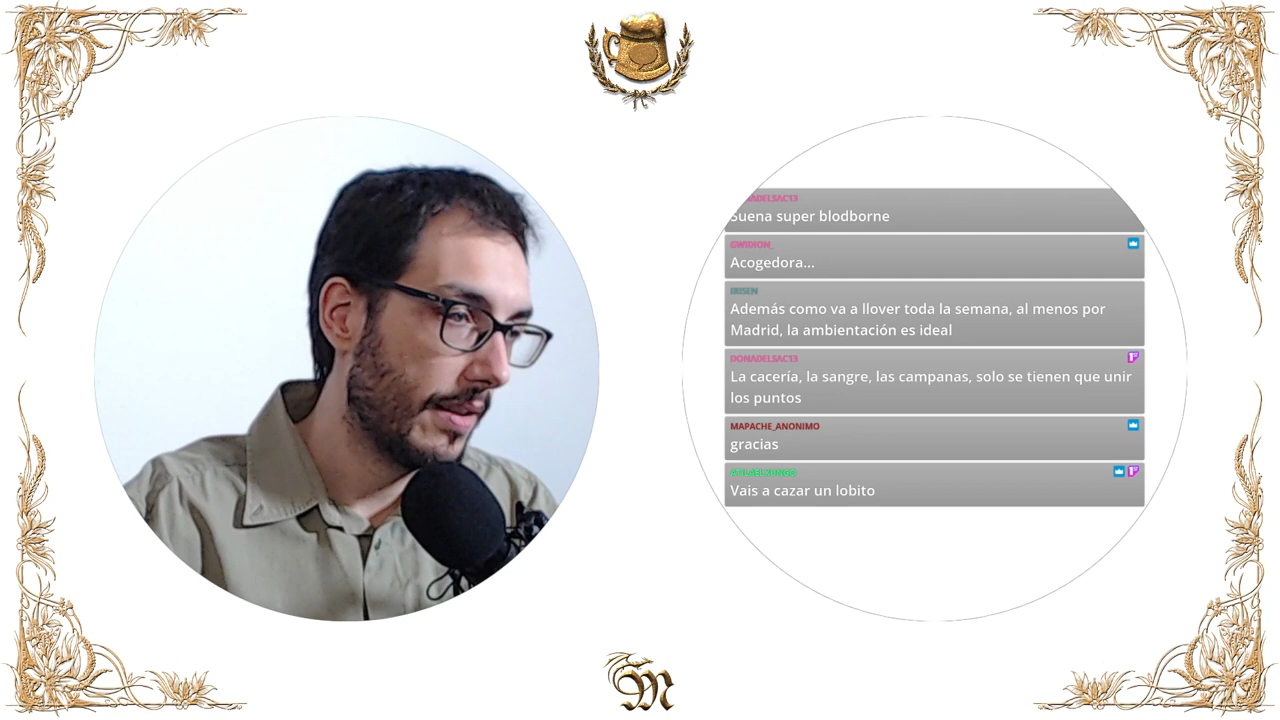 Suena super blodborne
GWIDION_
Acogedora...
IRISEN
Además como va a llover toda la semana, al menos por
Madrid, la ambientación es ideal
DONADELSAC13
La cacería, la sangre, las campanas, solo se tienen que unir
los puntos
MAPACHE_ANONIMO
gracias
Vais a cazar un lobito
M